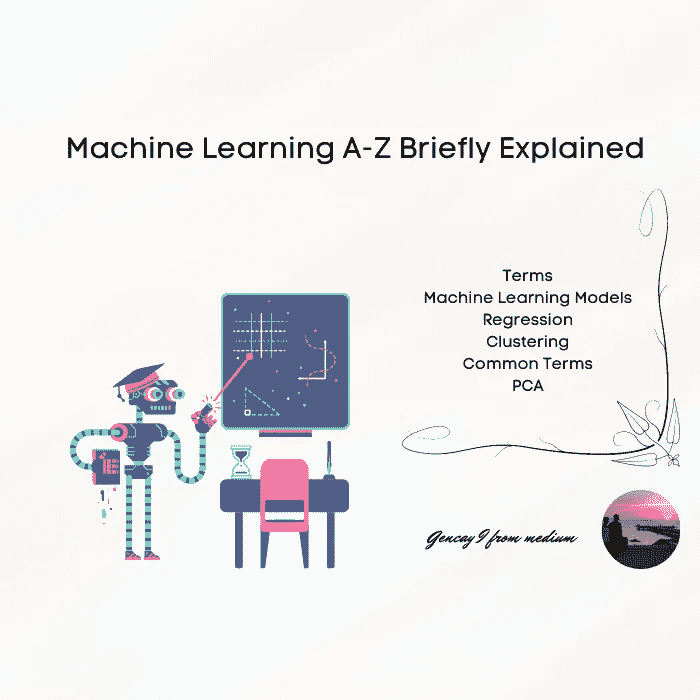 Machine Learning A-Z Briefly Explained
Terms
Machine Learning Models
Regression
Clustering
Common Terms
PCA
Gencay I from medium